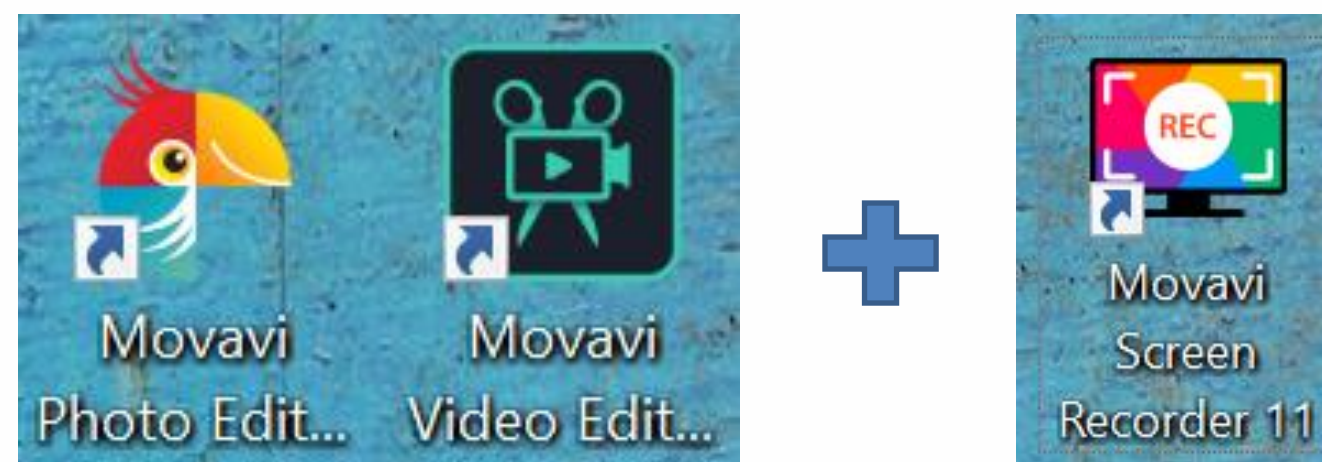 Movavi
Photo Edit...
Movavi
Video Edit...
REC
Movavi
Screen
Recorder 11